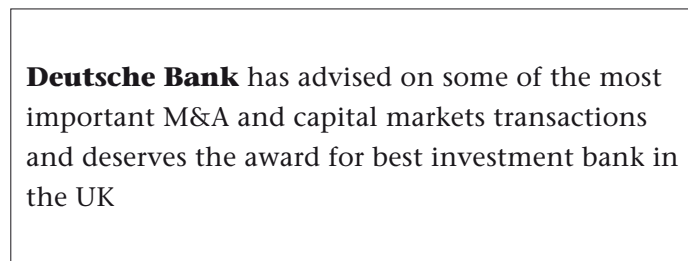 Deutsche Bank has advised on some of the most
important M&A and capital markets transactions
and deserves the award for best investment bank in
the UK